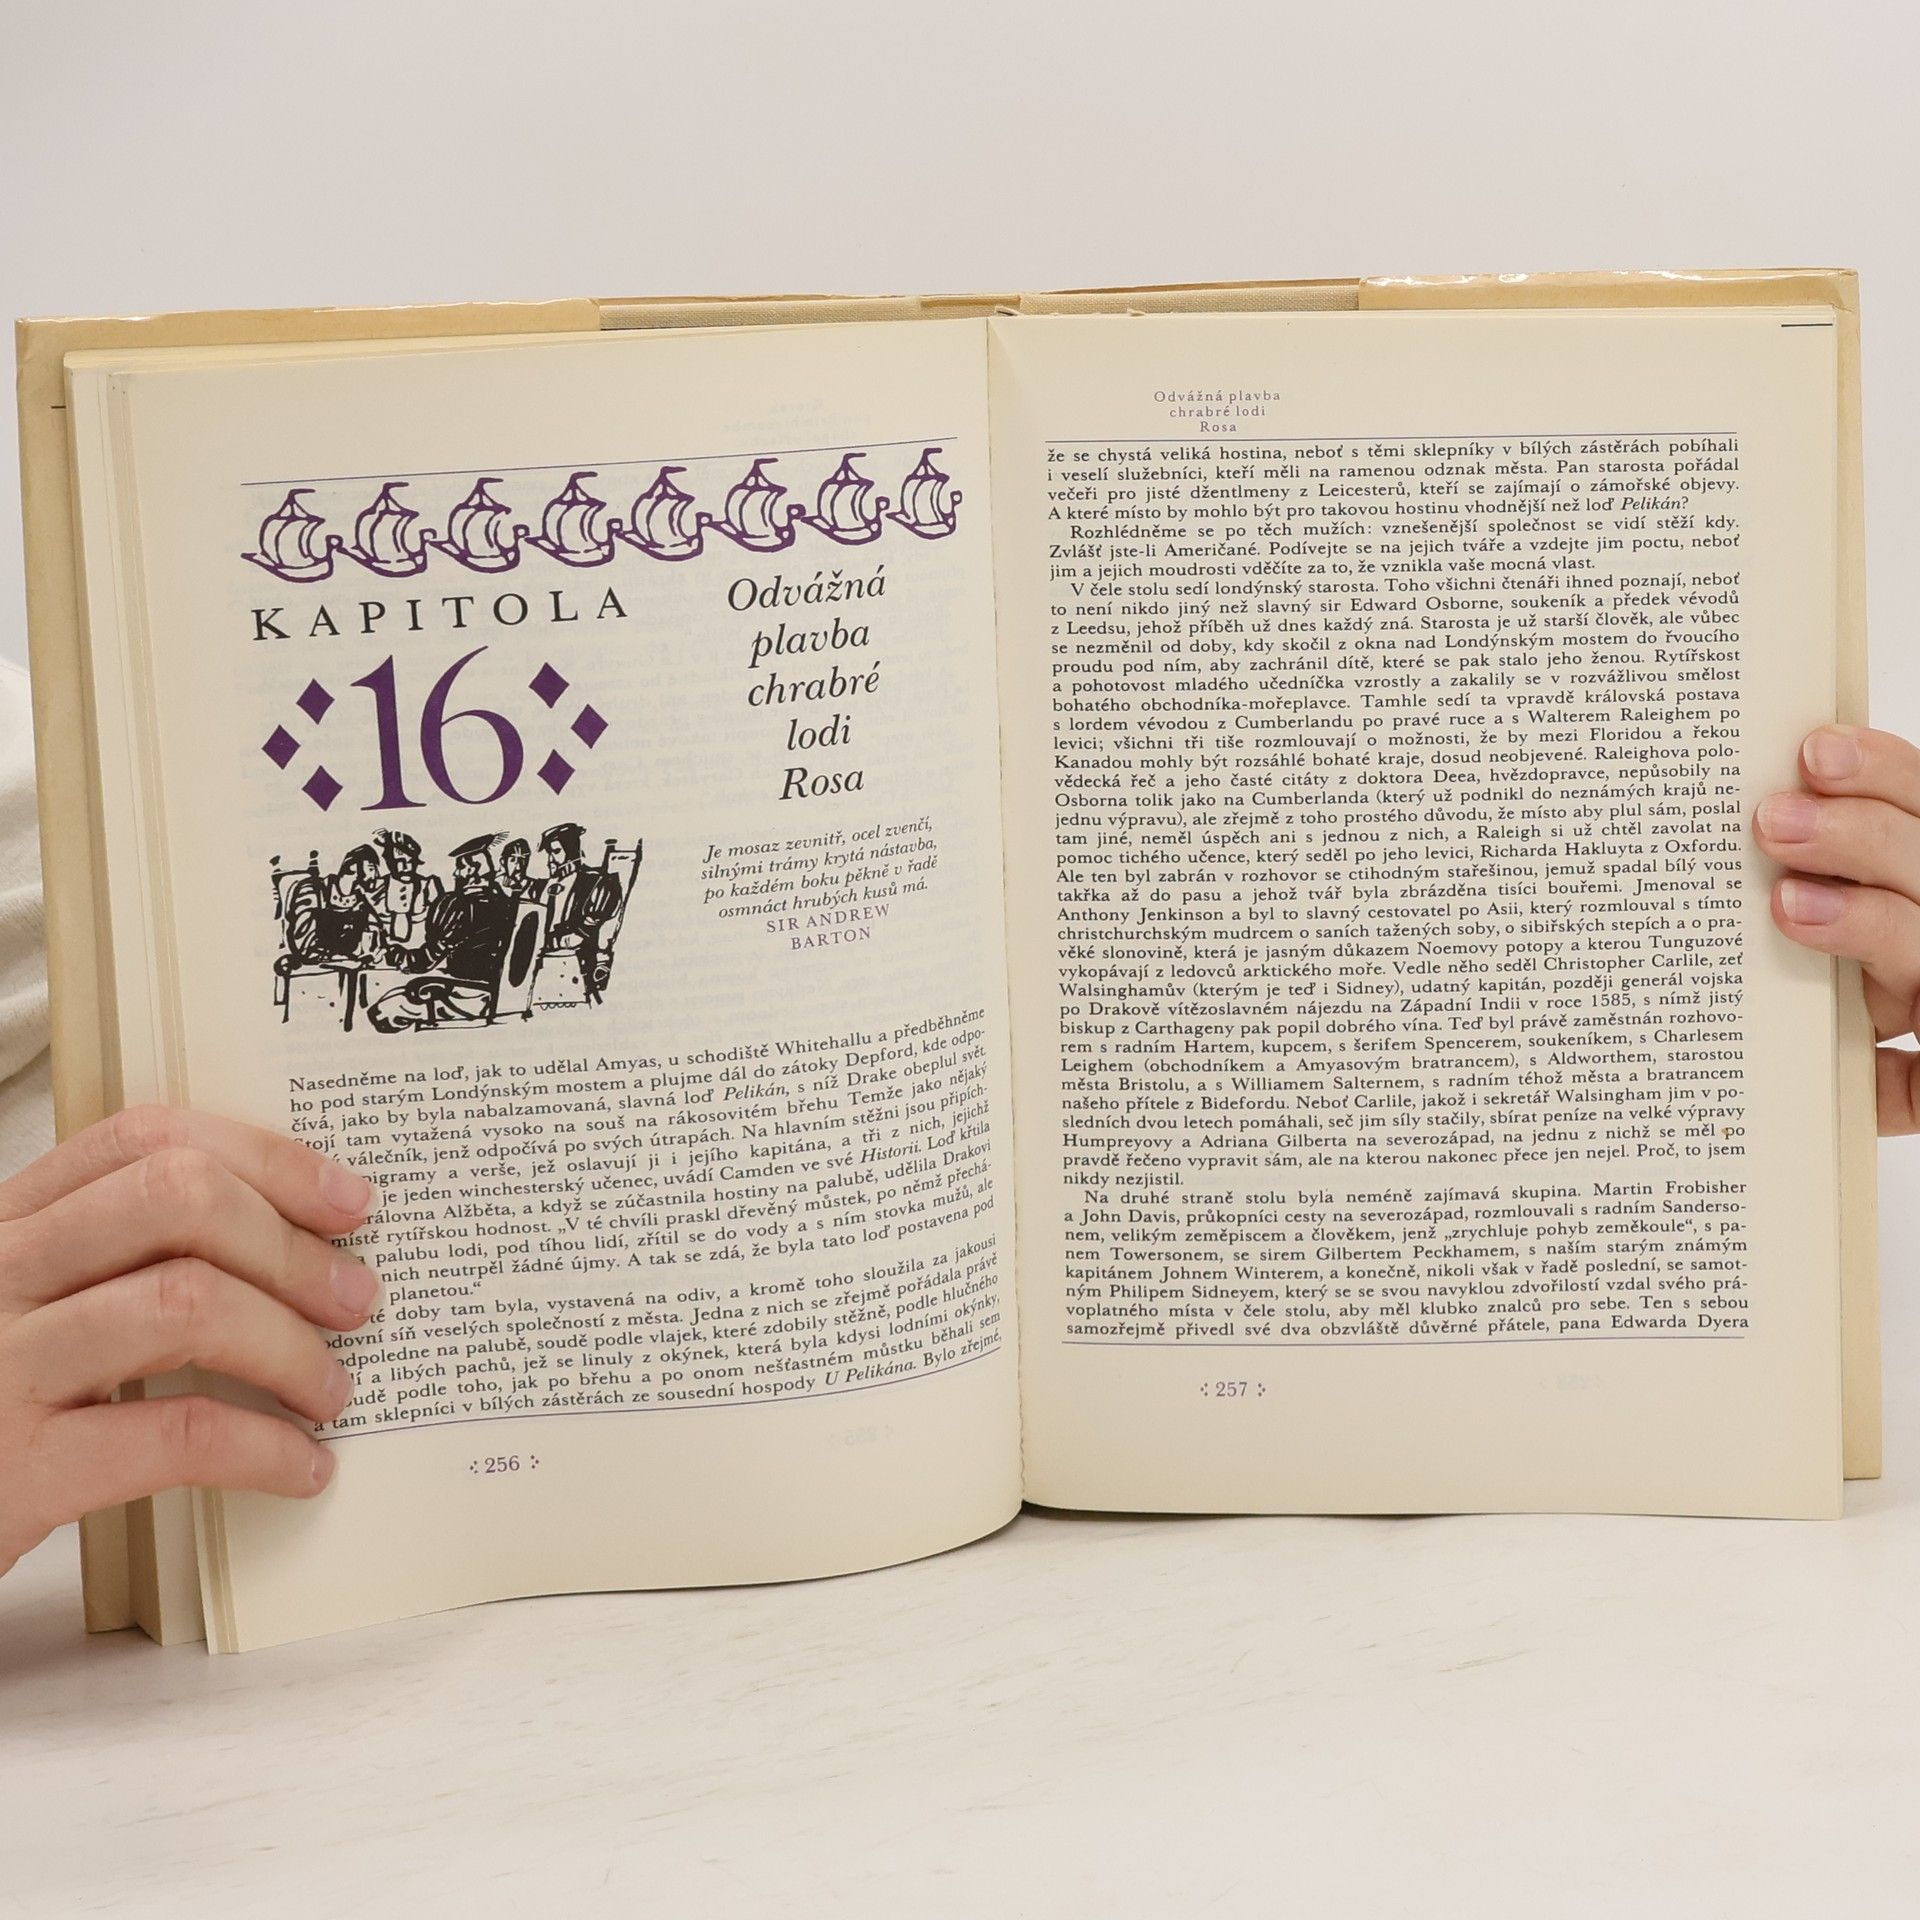 KAPITOLA
16
Odvážná
plavba
chrabré
lodi
Rosa
Je mosaz zevnitř, ocel zvenčí,
silnými trámy krytá nástavba,
po každém boku pěkně v řadě
osmnáct hrubých kusů má.
SIR ANDREW
BARTON
Nasedněme na loď, jak to udělal Amyas, u schodiště Whitehallu a předběhněme
ho pod starým Londýnským mostem a plujme dál do zátoky Depford, kde odpo-
čívá, jako by byla nabalzamovaná, slavná loď Pelikán, s níž Drake obeplul svět.
Stojí tam vytažená vysoko na souš na rákosovitém břehu Temže jako nějaký
válečník, jenž odpočívá po svých útrapách. Na hlavním stěžni jsou připích-
pigramy a verše, jež oslavují ji i jejího kapitána, a tři z nich, jejichž
je jeden winchesterský učenec, uvádí Camden ve své Historii. Loď křtila
rálovna Alžběta, a když se zúčastnila hostiny na palubě, udělila Drakovi
místě rytířskou hodnost. „V té chvíli praskl dřevěný můstek, po němž přechá-
palubu lodi, pod tíhou lidí, zřítil se do vody a s ním stovka mužů, ale
nich neutrpěl žádné újmy. A tak se zdá, že byla tato loď postavena pod
planetou.“
té doby tam byla, vystavená na odiv, a kromě toho sloužila za jakousi
odovní síň veselých společností z města. Jedna z nich se zřejmě pořádala právě
odpoledne na palubě, soudě podle vlajek, které zdobily stěžně, podle hlučného
í a libých pachů, jež se linuly z okýnek, která byla kdysi lodními okýnky,
oudě podle toho, jak po břehu a po onom nešťastném můstku běhali sem
a tam sklepníci v bílých zástěrách ze sousední hospody U Pelikána. Bylo zřejmé,
256
Odvážná plavba
chrabré lodi
Rosa
že se chystá veliká hostina, neboť s těmi sklepníky v bílých zástěrách pobíhali
i veselí služebníci, kteří měli na ramenou odznak města. Pan starosta pořádal
večeři pro jisté džentlmeny z Leicesterů, kteří se zajímají o zámořské objevy.
A které místo by mohlo být pro takovou hostinu vhodnější než loď Pelikán?
Rozhlédněme se po těch mužích: vznešenější společnost se vidí stěží kdy.
Zvlášť jste-li Američané. Podívejte se na jejich tváře a vzdejte jim poctu, neboť
jim a jejich moudrosti vděčíte za to, že vznikla vaše mocná vlast.
V čele stolu sedí londýnský starosta. Toho všichni čtenáři ihned poznají, neboť
to není nikdo jiný než slavný sir Edward Osborne, soukeník a předek vévodů
z Leedsu, jehož příběh už dnes každý zná. Starosta je už starší člověk, ale vůbec
se nezměnil od doby, kdy skočil z okna nad Londýnským mostem do řvoucího
proudu pod ním, aby zachránil dítě, které se pak stalo jeho ženou. Rytířskost
a pohotovost mladého učedníčka vzrostly a zakalily se v rozvážlivou smělost
bohatého obchodníka-mořeplavce. Tamhle sedí ta vpravdě královská postava
s lordem vévodou z Cumberlandu po pravé ruce a s Walterem Raleighem po
levici; všichni tři tiše rozmlouvají o možnosti, že by mezi Floridou a řekou
Kanadou mohly být rozsáhlé bohaté kraje, dosud neobjevené. Raleighova polo-
vědecká řeč a jeho časté citáty z doktora Deea, hvězdopravce, nepůsobily na
Osborna tolik jako na Cumberlanda (který už podnikl do neznámých krajů ne-
jednu výpravu), ale zřejmě z toho prostého důvodu, že místo aby plul sám, poslal
tam jiné, neměl úspěch ani s jednou z nich, a Raleigh si už chtěl zavolat na
pomoc tichého učence, který seděl po jeho levici, Richarda Hakluyta z Oxfordu.
Ale ten byl zabrán v rozhovor se ctihodným stařešinou, jemuž spadal bílý vous
takřka až do pasu a jehož tvář byla zbrázděna tisíci bouřemi. Jmenoval se
Anthony Jenkinson a byl to slavný cestovatel po Asii, který rozmlouval s tímto
christchurchským mudrcem o saních tažených soby, o sibiřských stepích a o pra-
věké slonovině, která je jasným důkazem Noemovy potopy a kterou Tunguzové
vykopávají z ledovců arktického moře. Vedle něho seděl Christopher Carlile, zeť
Walsinghamův (kterým je teď i Sidney), udatný kapitán, později generál vojska
po Drakově vítězoslavném nájezdu na Západní Indii v roce 1585, s nímž jistý
biskup z Carthageny pak popil dobrého vína. Teď byl právě zaměstnán rozhovo-
rem s radním Hartem, kupcem, s šerifem Spencerem, soukeníkem, s Charlesem
Leighem (obchodníkem a Amyasovým bratrancem), s Aldworthem, starostou
města Bristolu, a s Williamem Salternem, s radním téhož města a bratrancem
našeho přítele z Bidefordu. Neboť Carlile, jakož i sekretář Walsingham jim v po-
sledních dvou letech pomáhali, seč jim síly stačily, sbírat peníze na velké výpravy
Humpreyovy a Adriana Gilberta na severozápad, na jednu z nichž se měl po
pravdě řečeno vypravit sám, ale na kterou nakonec přece jen nejel. Proč, to jsem
nikdy nezjistil.
Na druhé straně stolu byla neméně zajímavá skupina. Martin Frobisher
a John Davis, průkopníci cesty na severozápad, rozmlouvali s radním Sanderso-
nem, velikým zeměpiscem a člověkem, jenž „zrychluje pohyb zeměkoule“, s pa-
nem Towersonem, se sirem Gilbertem Peckhamem, s naším starým známým
kapitánem Johnem Winterem, a konečně, nikoli však v řadě poslední, se samot-
ným Philipem Sidneyem, který se se svou navyklou zdvořilostí vzdal svého prá-
voplatného místa v čele stolu, aby měl klubko znalců pro sebe. Ten s sebou
samozřejmě přivedl své dva obzvláště důvěrné přátele, pana Edwarda Dyera
257